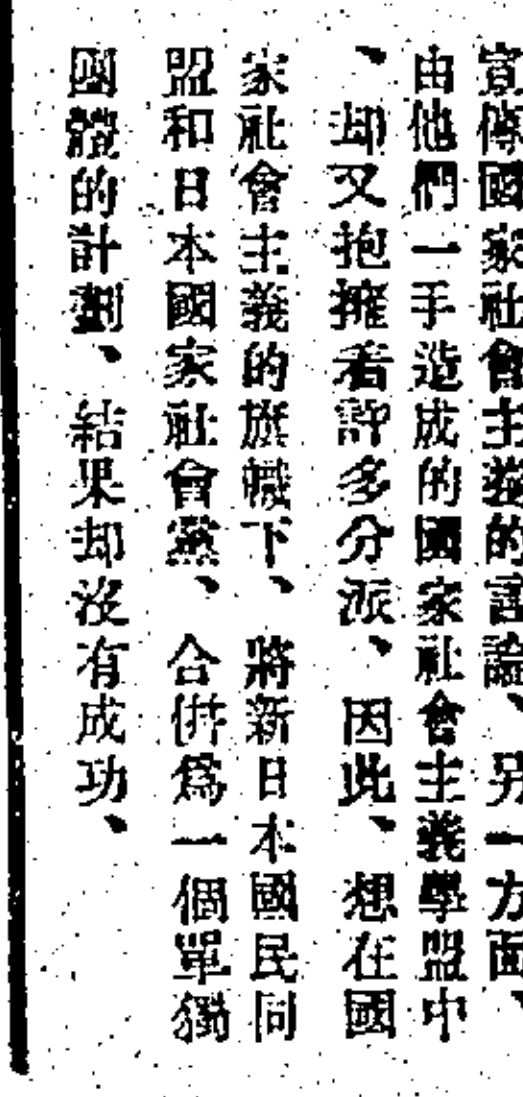 宣傳國家社會主義的言論、另一方面、
由他們一手造成的國家社會主義學盟中
、却又抱擁着許多分派、因此、想在國
家社會主義的旗幟下、將新日本國民同
盟和日本國家社會黨、合併爲一個單獨
團體的計劃、結果却沒有成功、